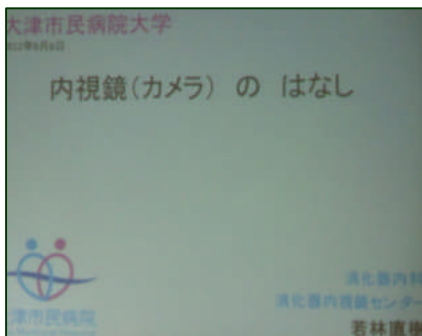 大津市民病院大学
内視鏡(カメラ) の はなし
消化器内科
消化器内視鏡センター
若林直樹
津市民病院